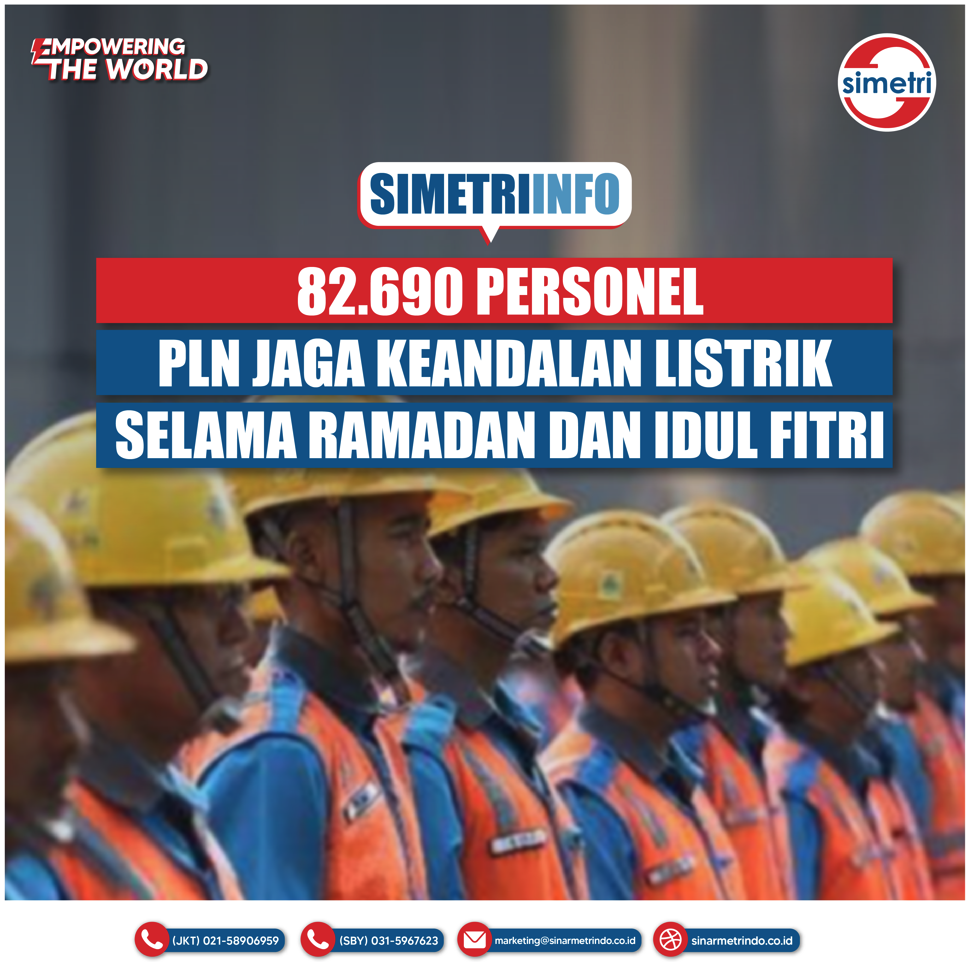 EMPOWERING
THE WORLD
simetri
SIMETRIINFO
82.690 PERSONEL
PLN JAGA KEANDALAN LISTRIK
SELAMA RAMADAN DAN IDUL FITRI
(JKT) 021-58906959
(SBY) 031-5967623
marketing@sinarmetrindo.co.id
sinarmetrindo.co.id